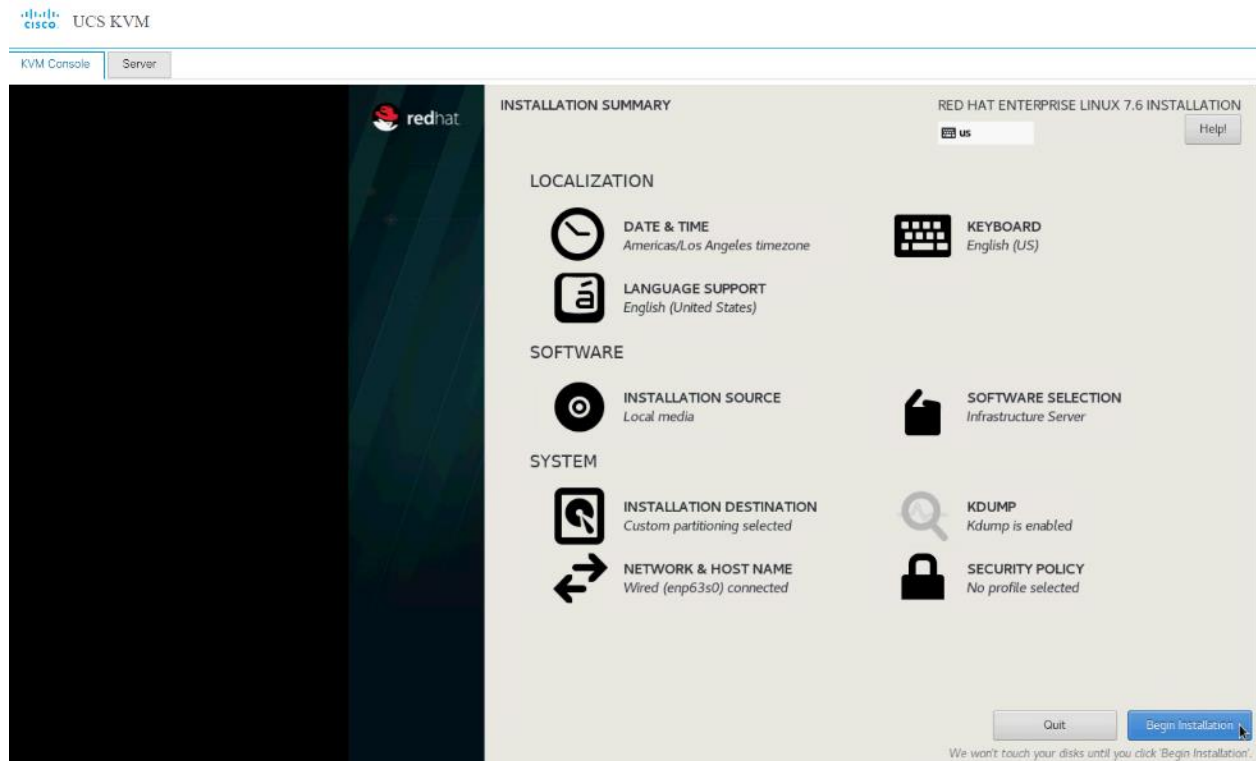 cisco. UCS KVM
KVM Console Server
redhat
INSTALLATION SUMMARY
RED HAT ENTERPRISE LINUX 7.6 INSTALLATION
us
Help!
LOCALIZATION
DATE & TIME
Americas/Los Angeles timezone
KEYBOARD
English (US)
LANGUAGE SUPPORT
English (United States)
SOFTWARE
INSTALLATION SOURCE
Local media
SOFTWARE SELECTION
Infrastructure Server
SYSTEM
INSTALLATION DESTINATION
Custom partitioning selected
KDUMP
Kdump is enabled
NETWORK & HOST NAME
Wired (enp63s0) connected
SECURITY POLICY
No profile selected
Quit
Begin Installation
We won't touch your disks until you click 'Begin Installation'.